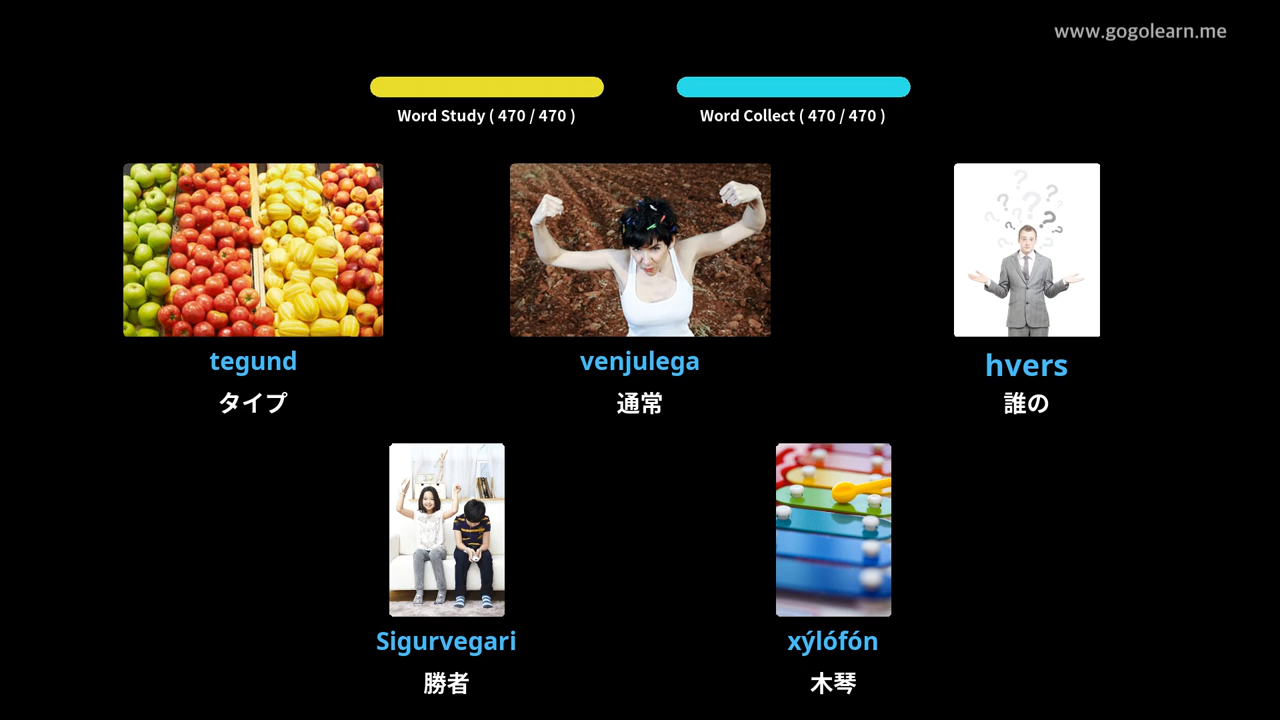 www.gogolearn.me
Word Study ( 470 / 470 )
Word Collect ( 470 / 470 )
tegund
タイプ
venjulega
通常
hvers
誰の
Sigurvegari
勝者
xýlófón
木琴